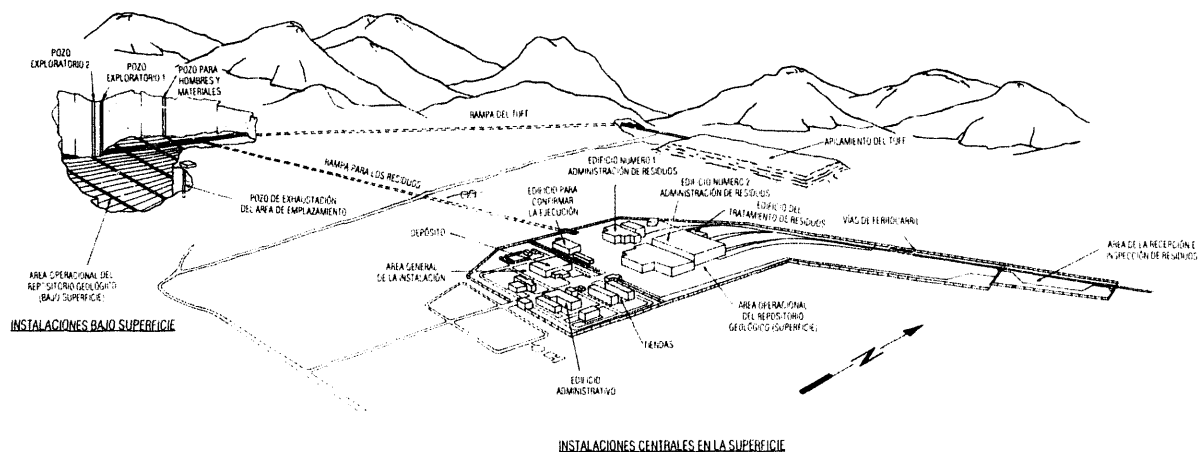 POZO
EXPLORATORIO 2
POZO
EXPLORATORIO 1
POZO PARA
HOMBRES Y
MATERIALES
RAMPA DEL TUFF
APILAMIENTO DEL TUFF
RAMPA PARA LOS RESIDUOS
EDIFICIO NUMERO 1
ADMINISTRACIÓN DE RESIDUOS
EDIFICIO NUMERO 2
ADMINISTRACIÓN DE RESIDUOS
EDIFICIO PARA
CONFIRMAR
LA EJECUCIÓN
EDIFICIO DEL
TRATAMIENTO DE RESIDUOS
VÍAS DE FERROCARRIL
POZO DE EXHAUSTACIÓN
DEL ÁREA DE EMPLAZAMIENTO
DEPÓSITO
AREA DE LA RECEPCIÓN E
INSPECCIÓN DE RESIDUOS
AREA GENERAL
DE LA INSTALACIÓN
AREA OPERACIONAL DEL
REPOSITORIO GEOLÓGICO
(BAJO SUPERFICIE)
AREA OPERACIONAL
DEL REPOSITORIO
GEOLÓGICO (SUPERFICIE)
INSTALACIONES BAJO SUPERFICIE
TIENDAS
EDIFICIO
ADMINISTRATIVO
N
INSTALACIONES CENTRALES EN LA SUPERFICIE